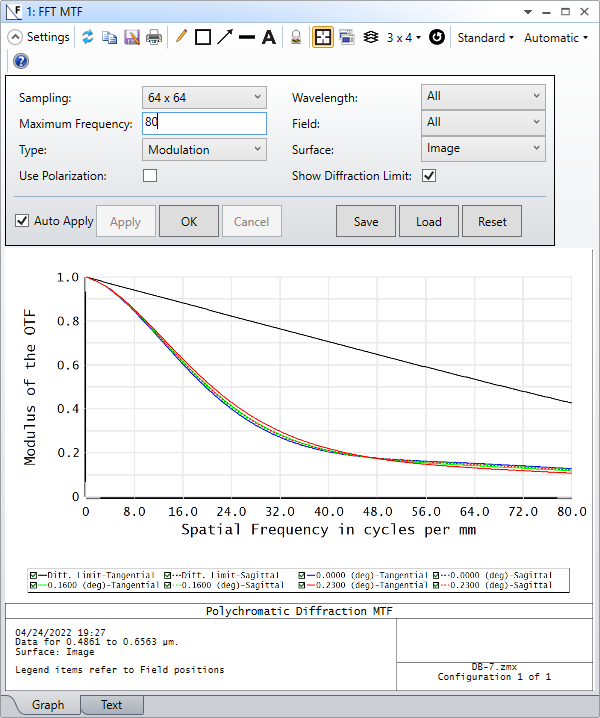 1: FFT MTF
Settings
3 x 4
Standard
Automatic
Sampling: 64 x 64 Wavelength: All
Maximum Frequency: 80 Field: All
Type: Modulation Surface: Image
Use Polarization: Show Diffraction Limit:
Auto Apply Apply OK Cancel Save Load Reset
1.0
0.8
0.6
0.4
0.2
0
Modulus of the OTF
0 8.0 16.0 24.0 32.0 40.0 48.0 56.0 64.0 72.0 80.0
Spatial Frequency in cycles per mm
Diff. Limit-Tangential Diff. Limit-Sagittal 0.0000 (deg)-Tangential 0.0000 (deg)-Sagittal
0.1600 (deg)-Tangential 0.1600 (deg)-Sagittal 0.2300 (deg)-Tangential 0.2300 (deg)-Sagittal
Polychromatic Diffraction MTF
04/24/2022 19:27
Data for 0.4861 to 0.6563 µm.
Surface: Image
Legend items refer to Field positions
DB-7.zmx
Configuration 1 of 1
Graph Text